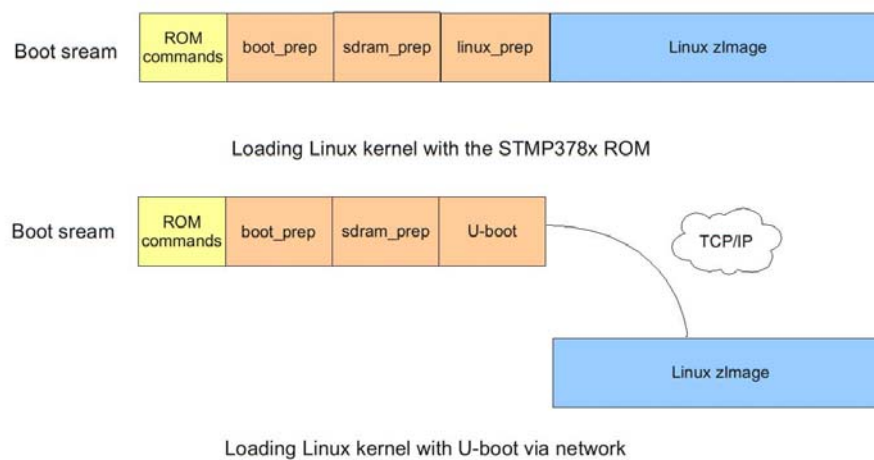 Boot sream
ROM
commands
boot_prep
sdram_prep
linux_prep
Linux zImage
Loading Linux kernel with the STMP378x ROM
Boot sream
ROM
commands
boot_prep
sdram_prep
U-boot
TCP/IP
Linux zImage
Loading Linux kernel with U-boot via network